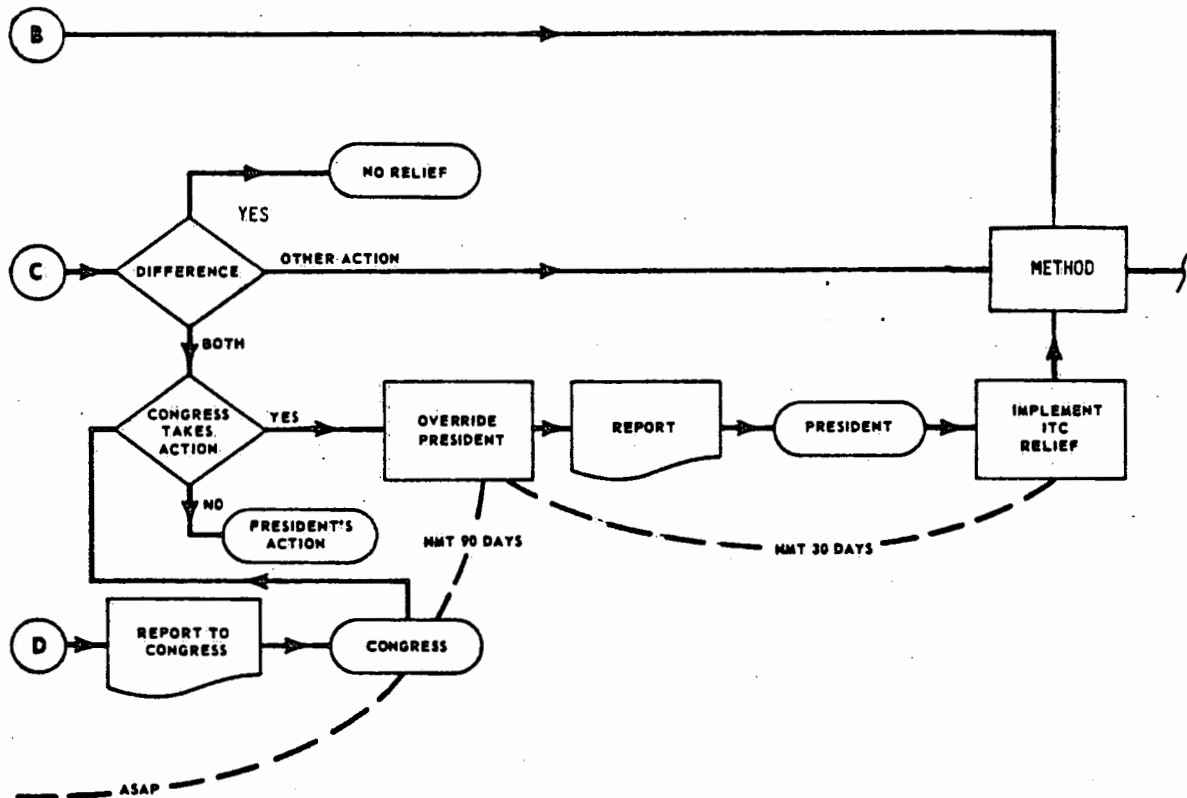 B
NO RELIEF
YES
C
DIFFERENCE
OTHER ACTION
METHOD
BOTH
CONGRESS
TAKES
ACTION
YES
OVERRIDE
PRESIDENT
REPORT
PRESIDENT
IMPLEMENT
ITC
RELIEF
NO
PRESIDENT'S
ACTION
NMT 90 DAYS
NMT 30 DAYS
D
REPORT TO
CONGRESS
CONGRESS
ASAP